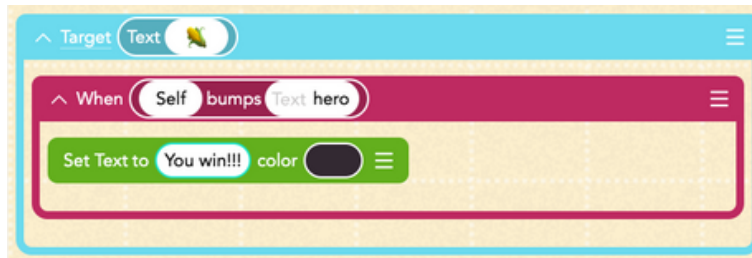 Target Text 🌽
When Self bumps Text hero
Set Text to You win!!! color